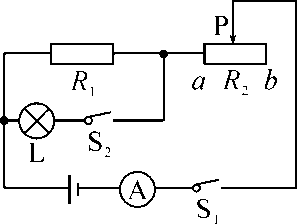 P
R₁ a R₂ b
L S₂
A S₁